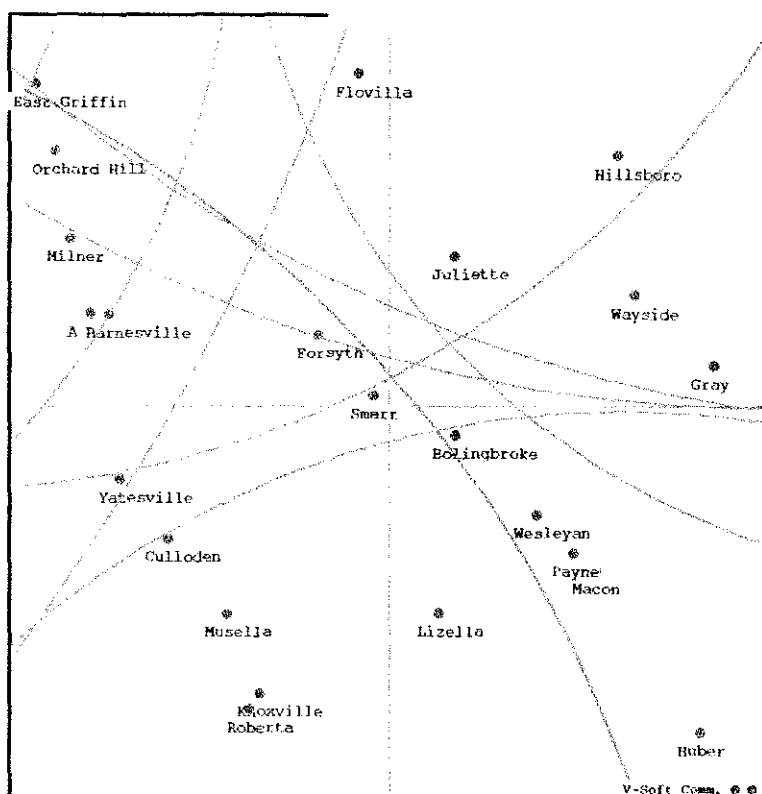 Flovilla
East Griffin
Orchard Hill
Hillsboro
Milner
Juliette
Wayside
A Barnesville
Forsyth
Gray
Smarr
Bolingbroke
Yatesville
Wesleyan
Culloden
Payne
Macon
Musella
Lizella
Knoxville
Roberta
Huber
V-Soft Comm.